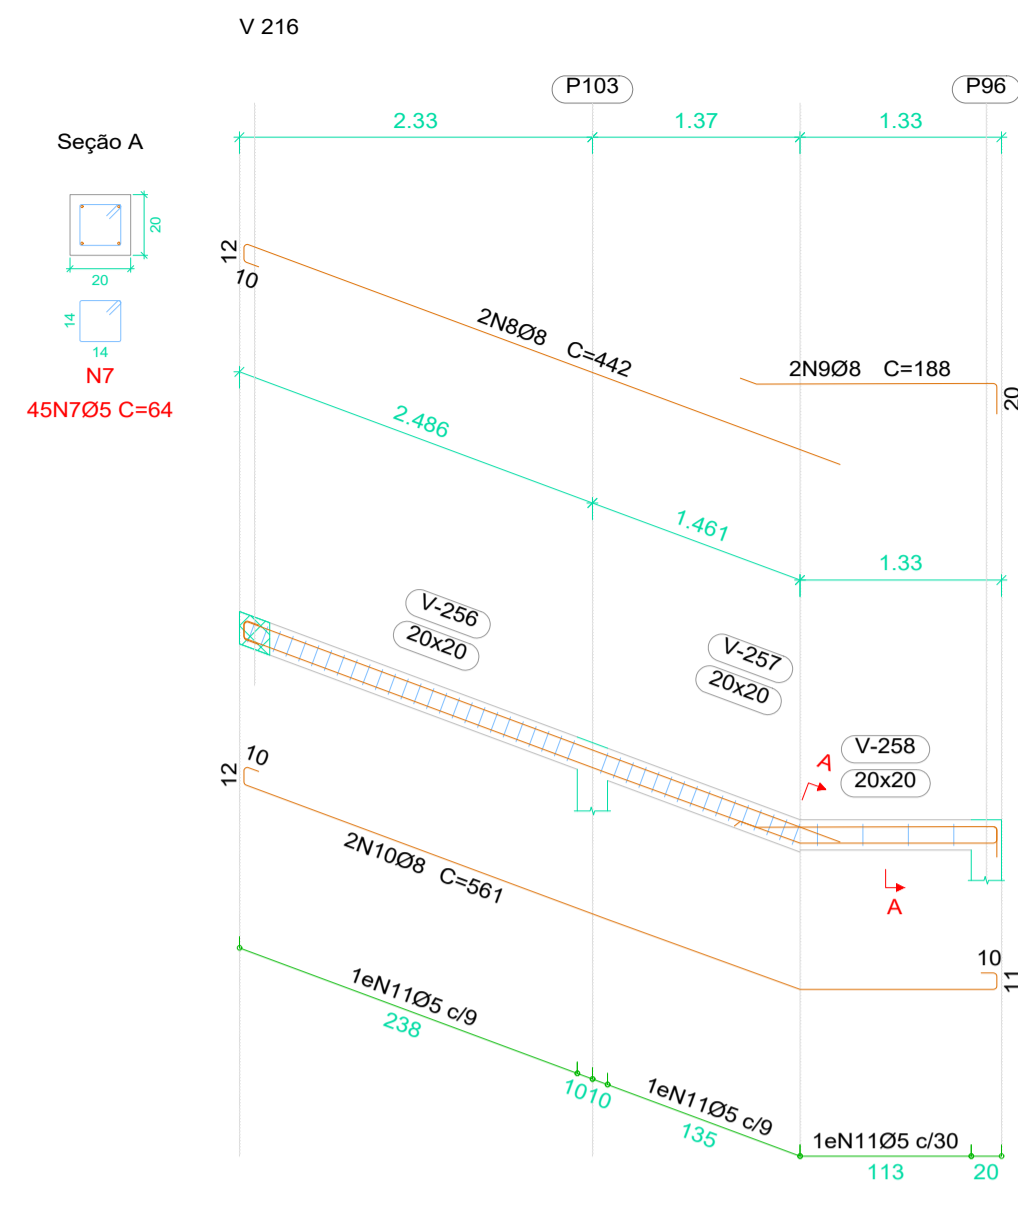 V 216
P103
P96
2.33
1.37
1.33
Seção A
20
20
14
14
N7
45N7Ø5 C=64
12
10
2N8Ø8 C=442
2N9Ø8 C=188
20
2.486
1.461
1.33
V-256
20x20
V-257
20x20
V-258
20x20
A
A
12
10
2N10Ø8 C=561
10
11
1eN11Ø5 c/9
238
10
10
1eN11Ø5 c/9
135
1eN11Ø5 c/30
113
20